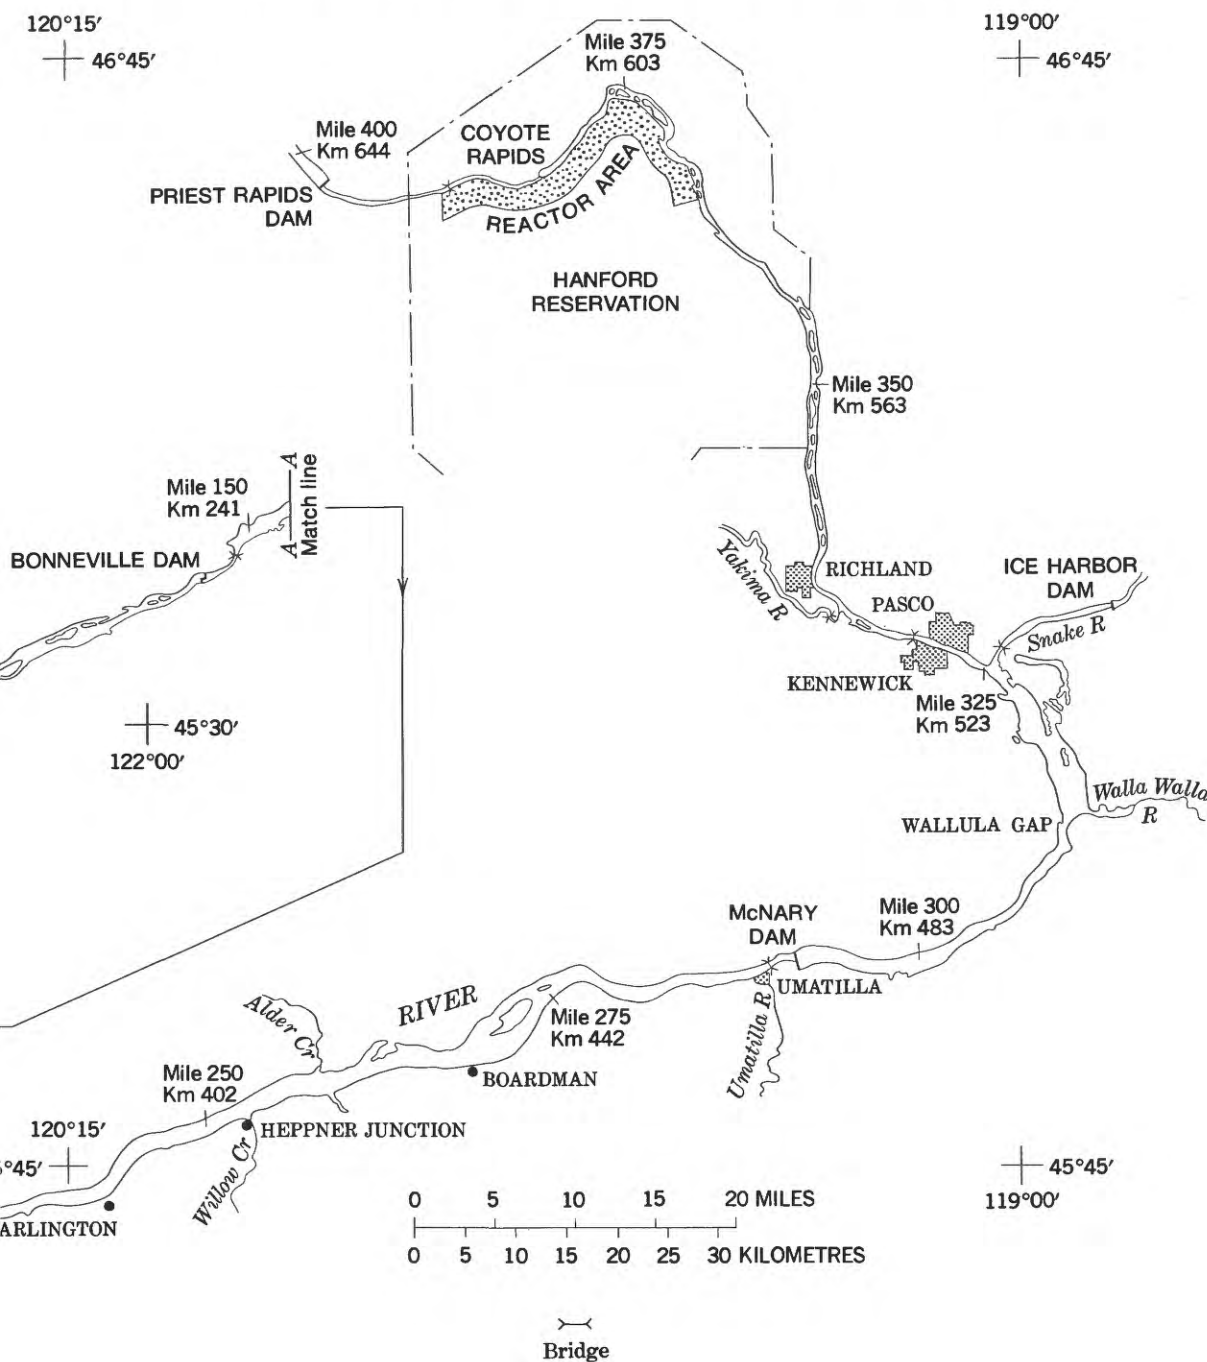 120°15′
46°45′
119°00′
46°45′
Mile 375
Km 603
Mile 400
Km 644
COYOTE
RAPIDS
PRIEST RAPIDS
DAM
REACTOR AREA
HANFORD
RESERVATION
Mile 350
Km 563
Mile 150
Km 241
A
Match line
A
BONNEVILLE DAM
Yakima R
RICHLAND
PASCO
ICE HARBOR
DAM
Snake R
KENNEWICK
Mile 325
Km 523
45°30′
122°00′
Walla Walla
R
WALLULA GAP
McNARY
DAM
Mile 300
Km 483
UMATILLA
Umatilla R
RIVER
Alder Cr
Mile 275
Km 442
BOARDMAN
Mile 250
Km 402
HEPPNER JUNCTION
Willow Cr
120°15′
5°45′
ARLINGTON
45°45′
119°00′
0 5 10 15 20 MILES
0 5 10 15 20 25 30 KILOMETRES
Bridge